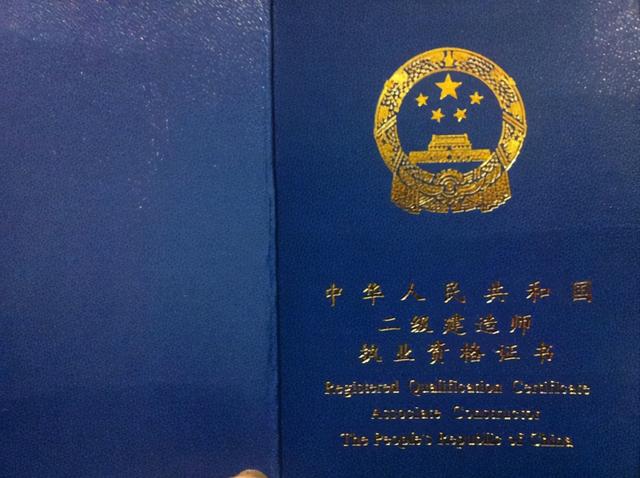 中华人民共和国
二级建造师
执业资格证书
Registered Qualification Certificate
Associate Constructor
The People's Republic of China